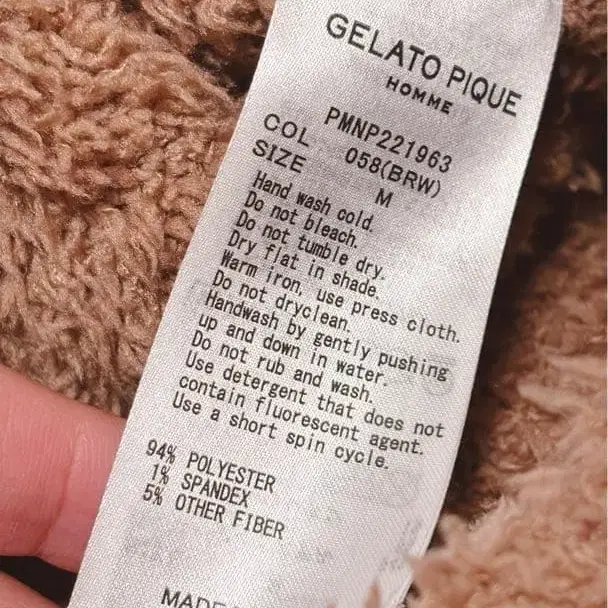 GELATO PIQUE
HOMME
PMNP221963
COL 058(BRW)
SIZE M
Hand wash cold.
Do not bleach.
Do not tumble dry.
Dry flat in shade.
Warm iron, use press cloth.
Do not dryclean.
Handwash by gently pushing
up and down in water.
Do not rub and wash.
Use detergent that does not
contain fluorescent agent.
Use a short spin cycle.
94% POLYESTER
1% SPANDEX
5% OTHER FIBER
MADE